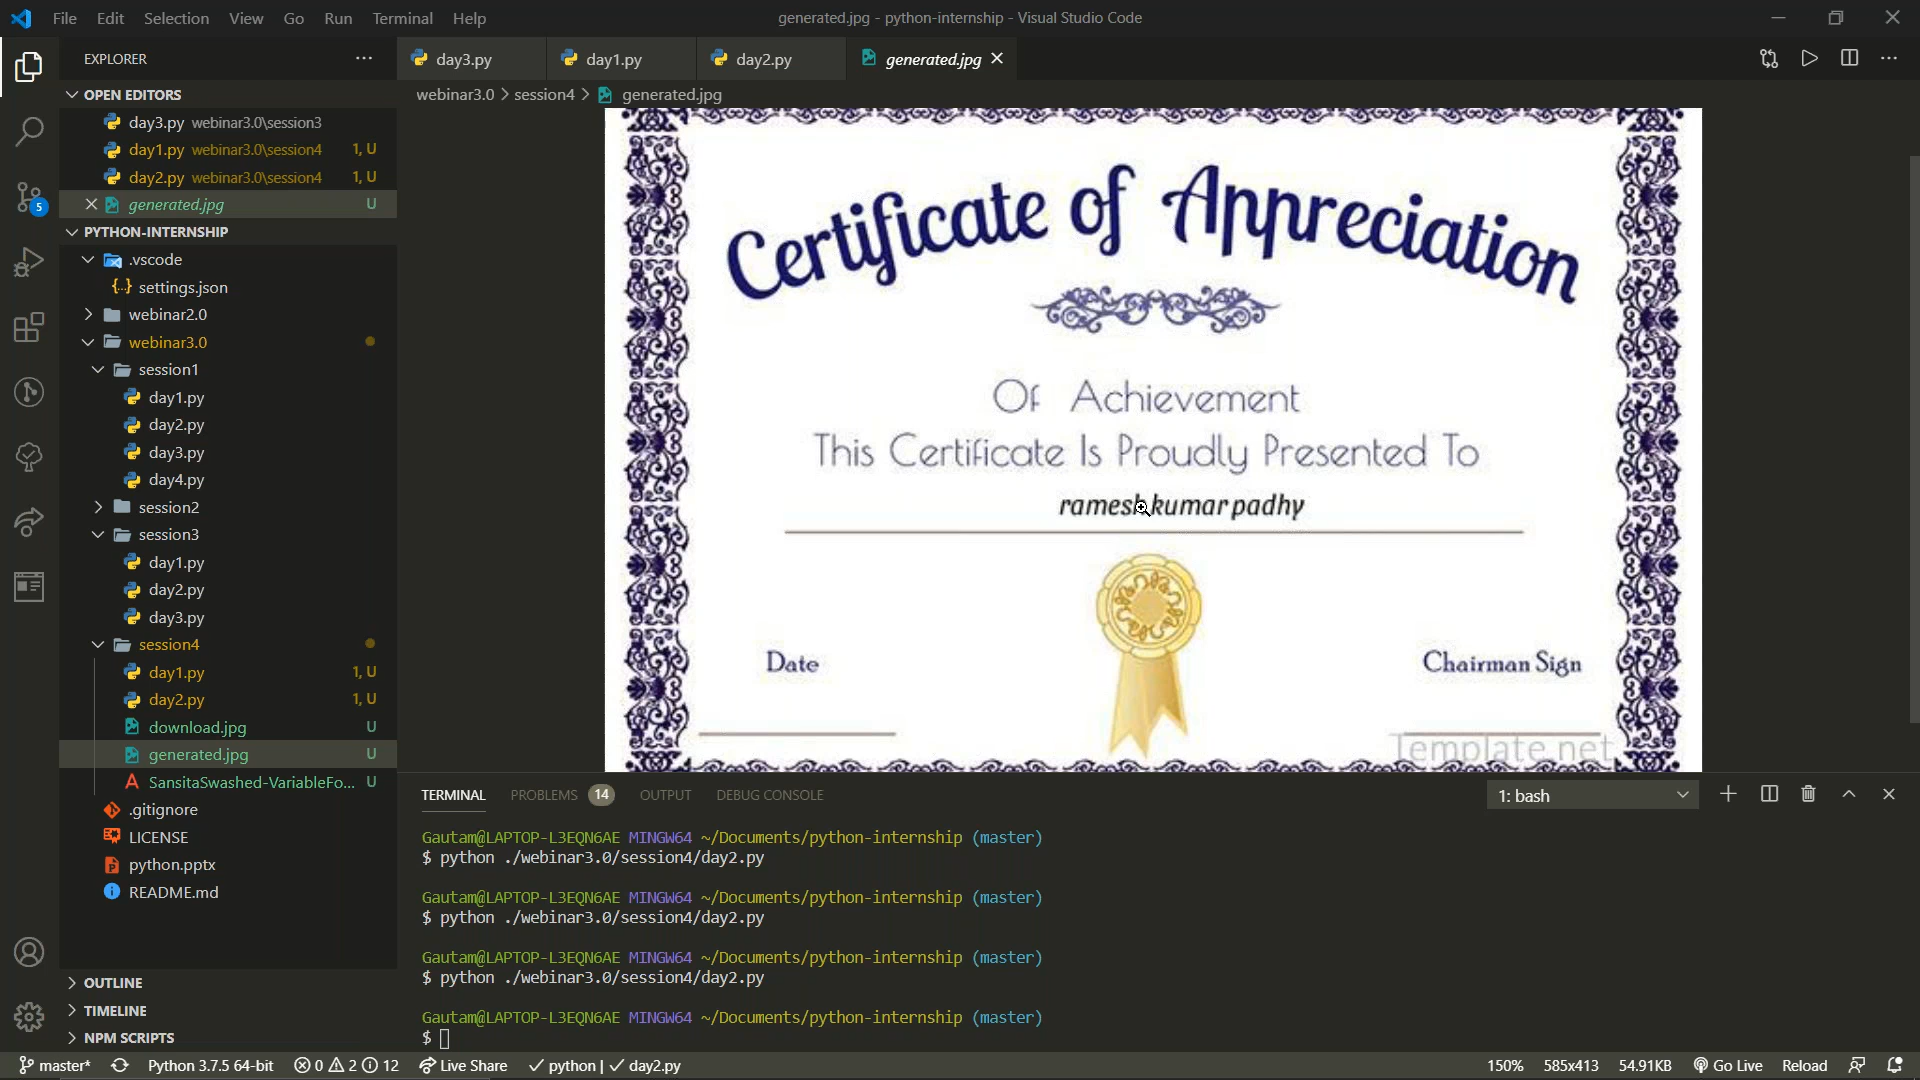 File Edit Selection View Go Run Terminal Help
generated.jpg - python-internship - Visual Studio Code
EXPLORER
day3.py
day1.py
day2.py
generated.jpg
OPEN EDITORS
webinar3.0 > session4 > generated.jpg
day3.py webinar3.0\session3
day1.py webinar3.0\session4 1, U
day2.py webinar3.0\session4 1, U
generated.jpg U
5
PYTHON-INTERNSHIP
.vscode
settings.json
webinar2.0
webinar3.0
session1
day1.py
day2.py
day3.py
day4.py
session2
session3
day1.py
day2.py
day3.py
session4
day1.py 1, U
day2.py 1, U
download.jpg U
generated.jpg U
SansitaSwashed-VariableFo... U
.gitignore
LICENSE
python.pptx
README.md
OUTLINE
TIMELINE
NPM SCRIPTS
Certificate of Appreciation
Of Achievement
This Certificate Is Proudly Presented To
ramesh kumar padhy
Date
Chairman Sign
Template.net
TERMINAL PROBLEMS 14 OUTPUT DEBUG CONSOLE
1: bash
Gautam@LAPTOP-L3EQN6AE MINGW64 ~/Documents/python-internship (master)
$ python ./webinar3.0/session4/day2.py
Gautam@LAPTOP-L3EQN6AE MINGW64 ~/Documents/python-internship (master)
$ python ./webinar3.0/session4/day2.py
Gautam@LAPTOP-L3EQN6AE MINGW64 ~/Documents/python-internship (master)
$ python ./webinar3.0/session4/day2.py
Gautam@LAPTOP-L3EQN6AE MINGW64 ~/Documents/python-internship (master)
$
master* Python 3.7.5 64-bit 0 2 12 Live Share python | day2.py
150% 585x413 54.91KB Go Live Reload